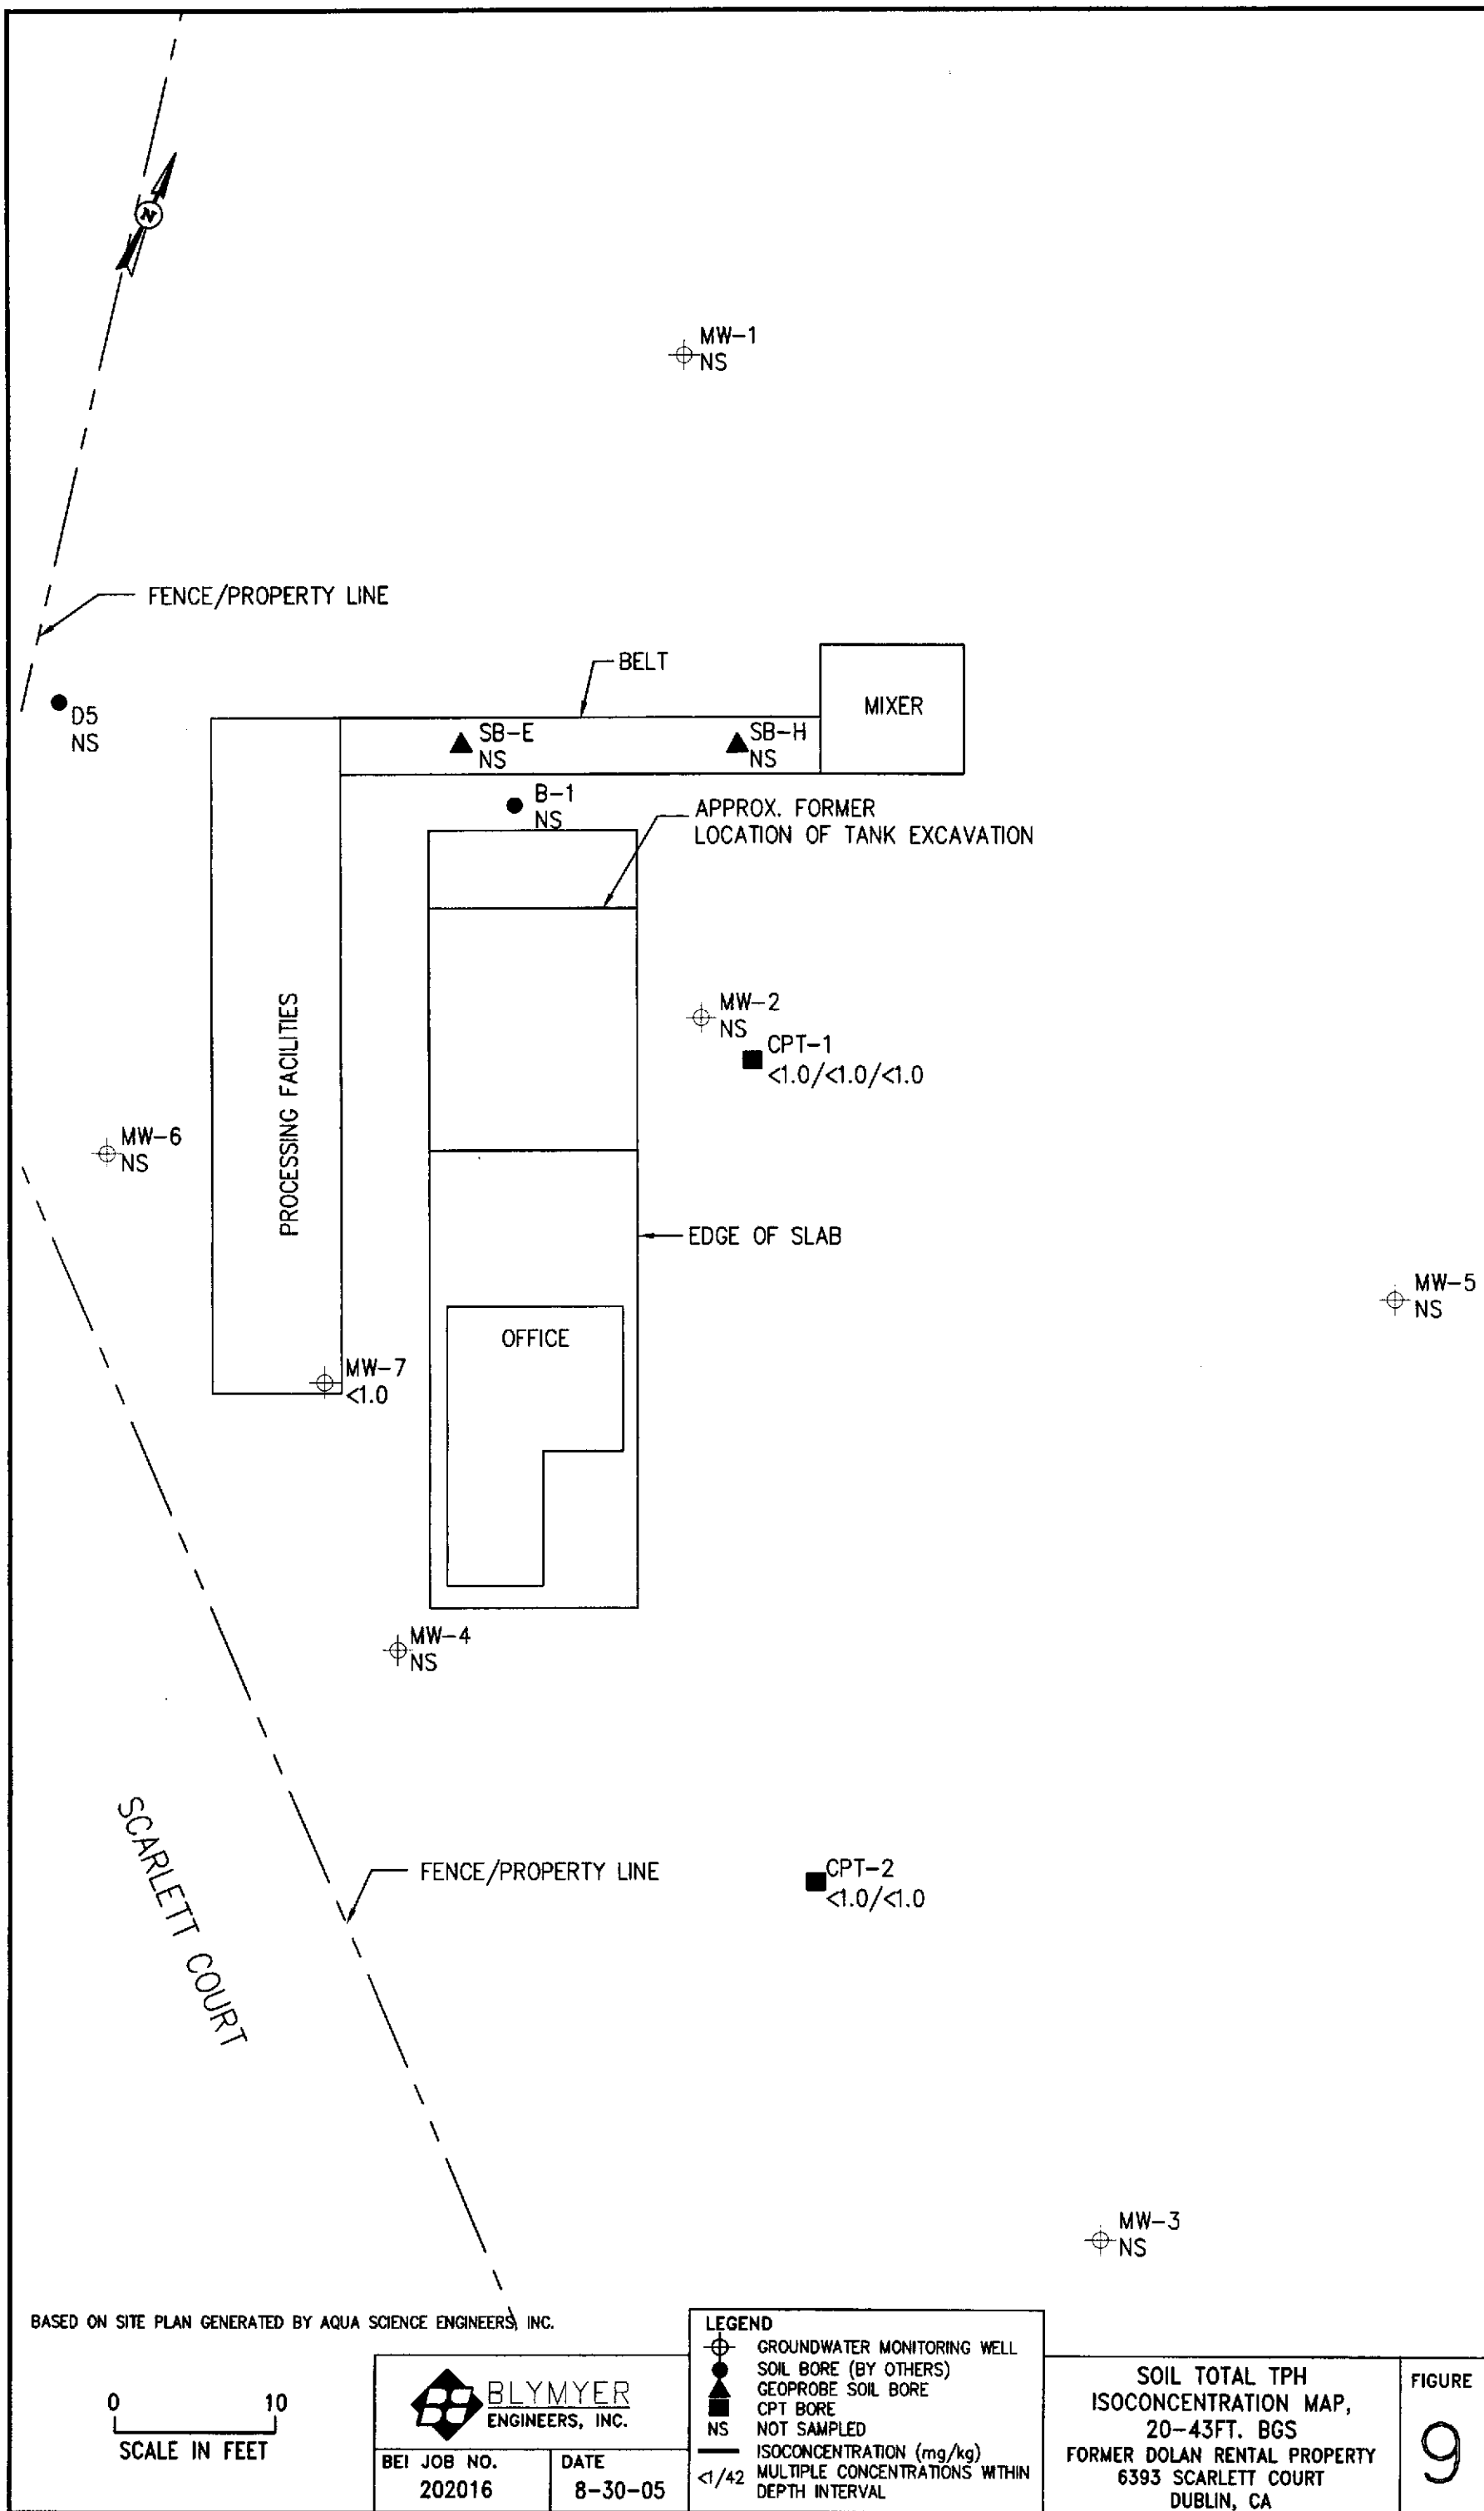 N
MW-1
NS
FENCE/PROPERTY LINE
BELT
MIXER
D5
NS
SB-E
NS
SB-H
NS
B-1
NS
APPROX. FORMER
LOCATION OF TANK EXCAVATION
PROCESSING FACILITIES
MW-2
NS
CPT-1
<1.0/<1.0/<1.0
MW-6
NS
EDGE OF SLAB
MW-5
NS
OFFICE
MW-7
<1.0
MW-4
NS
SCARLETT COURT
FENCE/PROPERTY LINE
CPT-2
<1.0/<1.0
MW-3
NS
BASED ON SITE PLAN GENERATED BY AQUA SCIENCE ENGINEERS, INC.
0 10
SCALE IN FEET
BLYMYER
ENGINEERS, INC.
BEI JOB NO.
202016
DATE
8-30-05
LEGEND
GROUNDWATER MONITORING WELL
SOIL BORE (BY OTHERS)
GEOPROBE SOIL BORE
CPT BORE
NS NOT SAMPLED
ISOCONCENTRATION (mg/kg)
<1/42 MULTIPLE CONCENTRATIONS WITHIN
DEPTH INTERVAL
SOIL TOTAL TPH
ISOCONCENTRATION MAP,
20-43FT. BGS
FORMER DOLAN RENTAL PROPERTY
6393 SCARLETT COURT
DUBLIN, CA
FIGURE
9